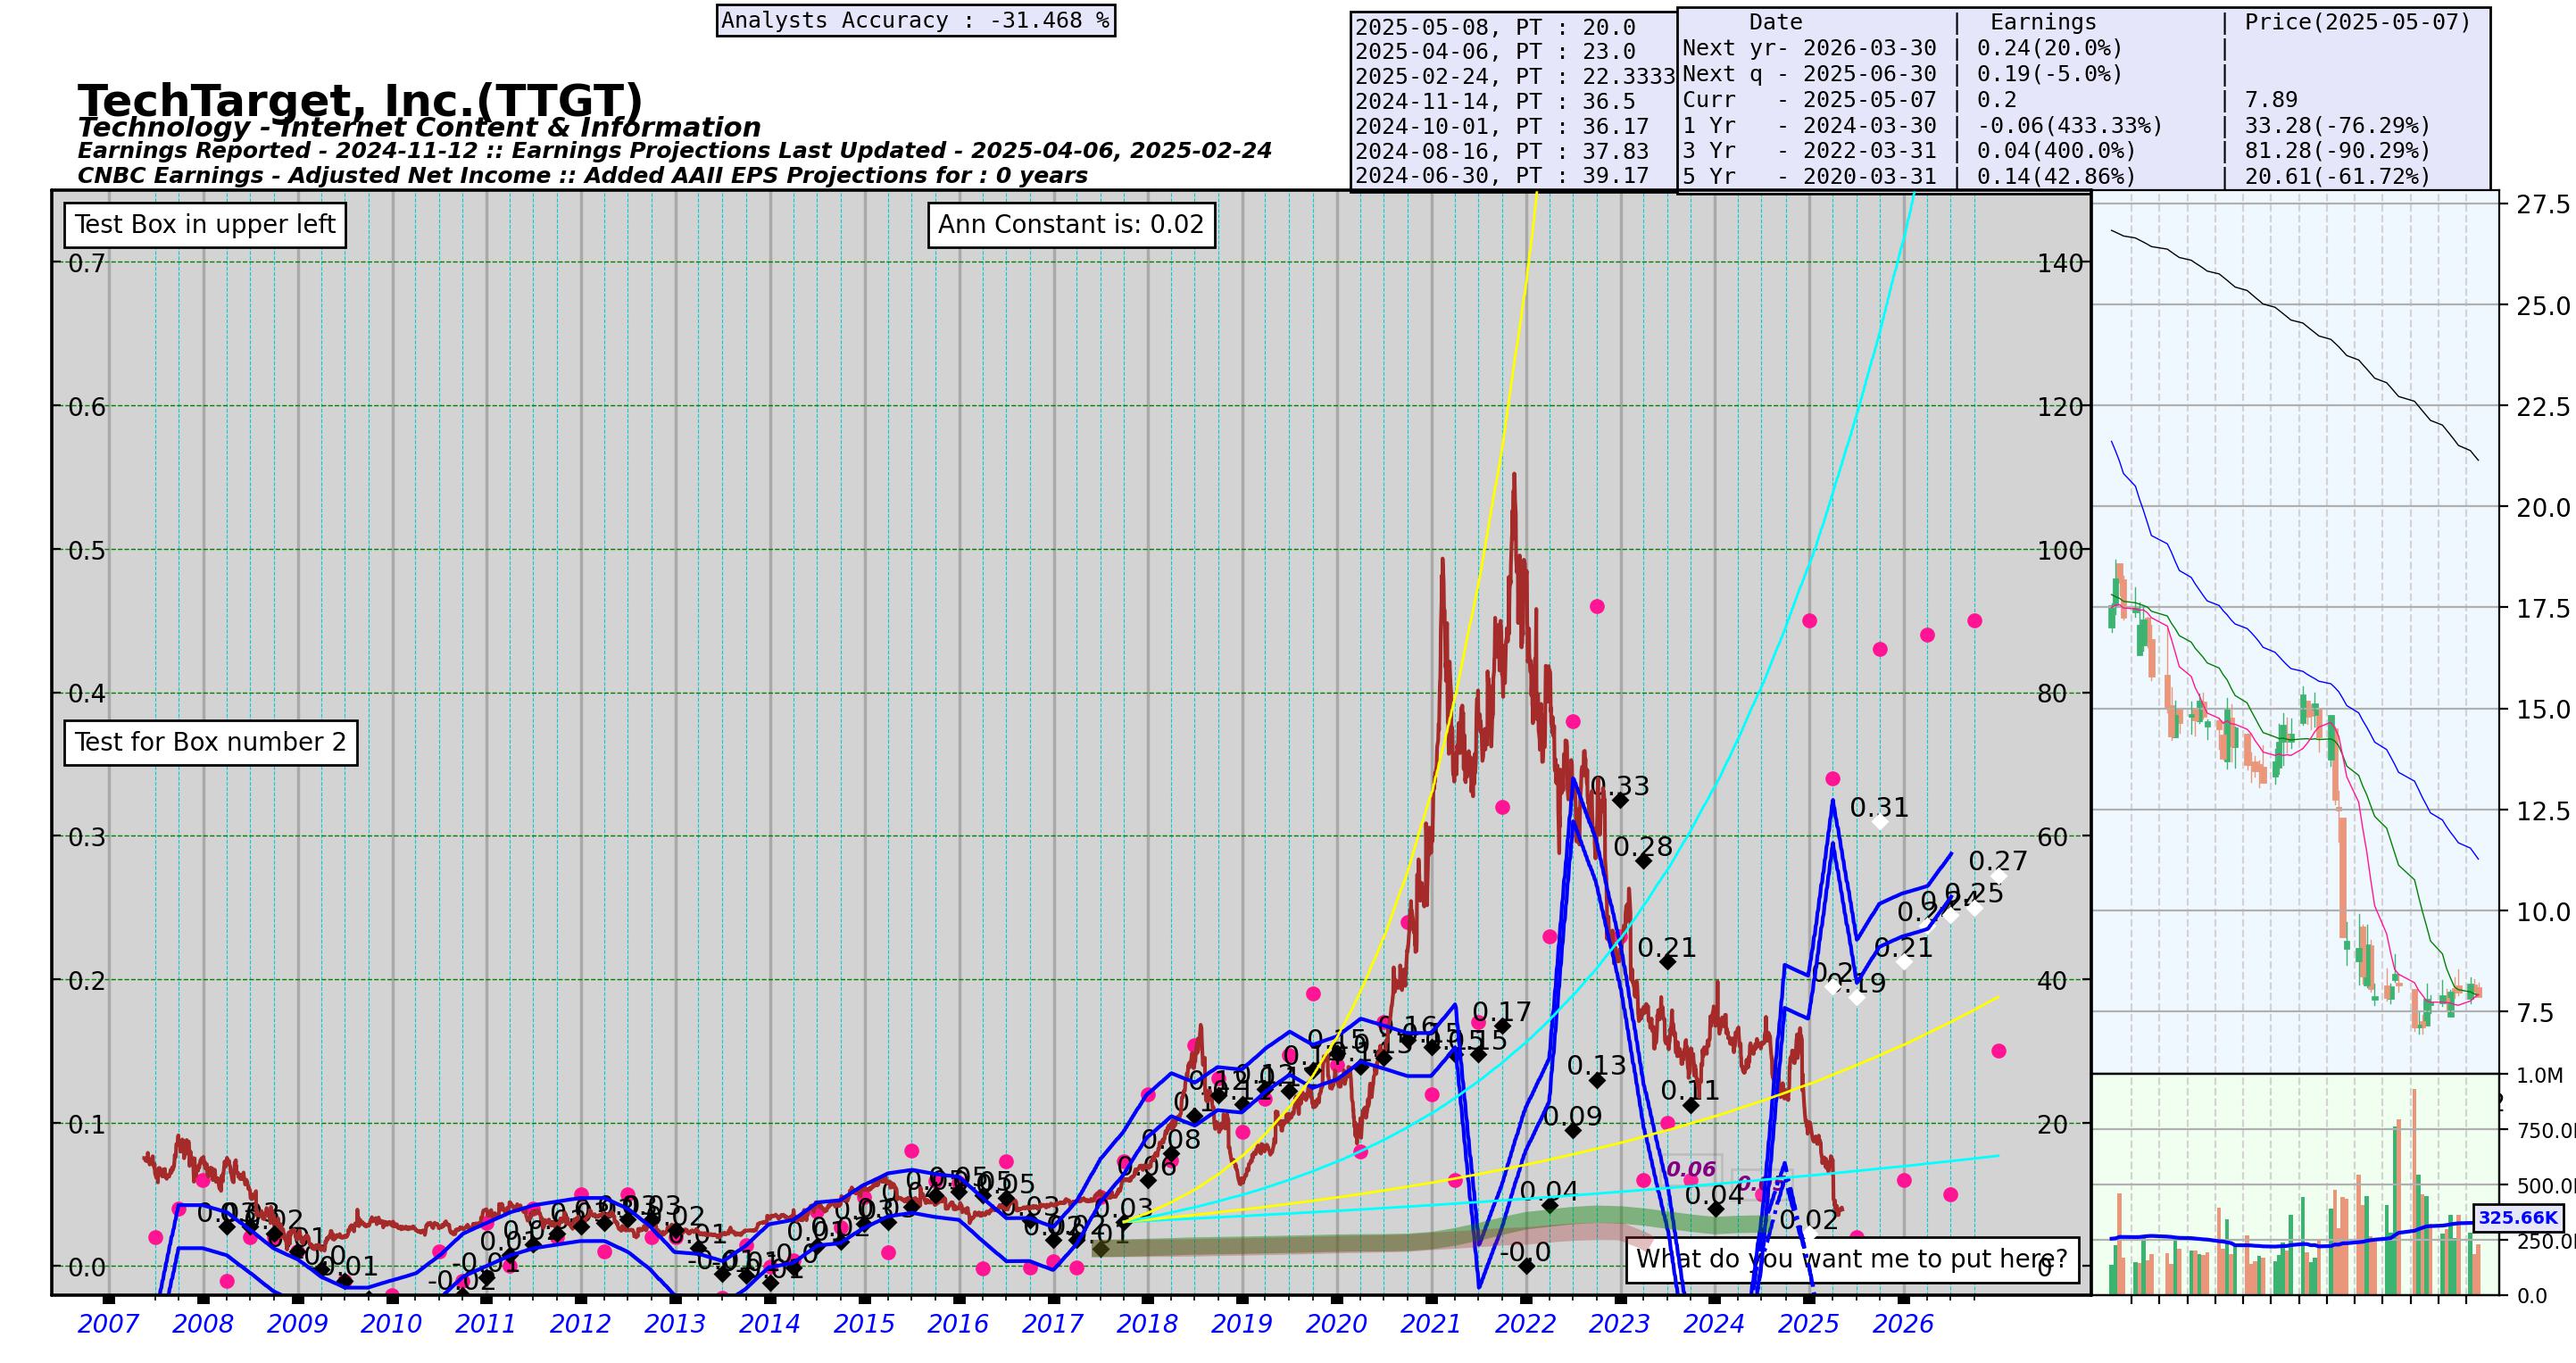 Analysts Accuracy : -31.468 %
2025-05-08, PT : 20.0
2025-04-06, PT : 23.0
2025-02-24, PT : 22.3333
2024-11-14, PT : 36.5
2024-10-01, PT : 36.17
2024-08-16, PT : 37.83
2024-06-30, PT : 39.17
Date | Earnings | Price(2025-05-07)
Next yr- 2026-03-30 | 0.24(20.0%) |
Next q - 2025-06-30 | 0.19(-5.0%) |
Curr - 2025-05-07 | 0.2 | 7.89
1 Yr - 2024-03-30 | -0.06(433.33%) | 33.28(-76.29%)
3 Yr - 2022-03-31 | 0.04(400.0%) | 81.28(-90.29%)
5 Yr - 2020-03-31 | 0.14(42.86%) | 20.61(-61.72%)
TechTarget, Inc.(TTGT)
Technology - Internet Content & Information
Earnings Reported - 2024-11-12 :: Earnings Projections Last Updated - 2025-04-06, 2025-02-24
CNBC Earnings - Adjusted Net Income :: Added AAII EPS Projections for : 0 years
Test Box in upper left
Ann Constant is: 0.02
Test for Box number 2
What do you want me to put here?
0.7
0.6
0.5
0.4
0.3
0.2
0.1
0.0
140
120
100
80
60
40
20
0
27.5
25.0
22.5
20.0
17.5
15.0
12.5
10.0
7.5
1.0M
750.0
500.0
325.66K
250.0
0.0
0.33
0.28
0.21
0.17
0.13
0.11
0.09
0.08
0.06
0.03
0.04
-0.0
0.06
0.04
0.02
0.31
0.27
0.25
0.21
0.19
2007 2008 2009 2010 2011 2012 2013 2014 2015 2016 2017 2018 2019 2020 2021 2022 2023 2024 2025 2026